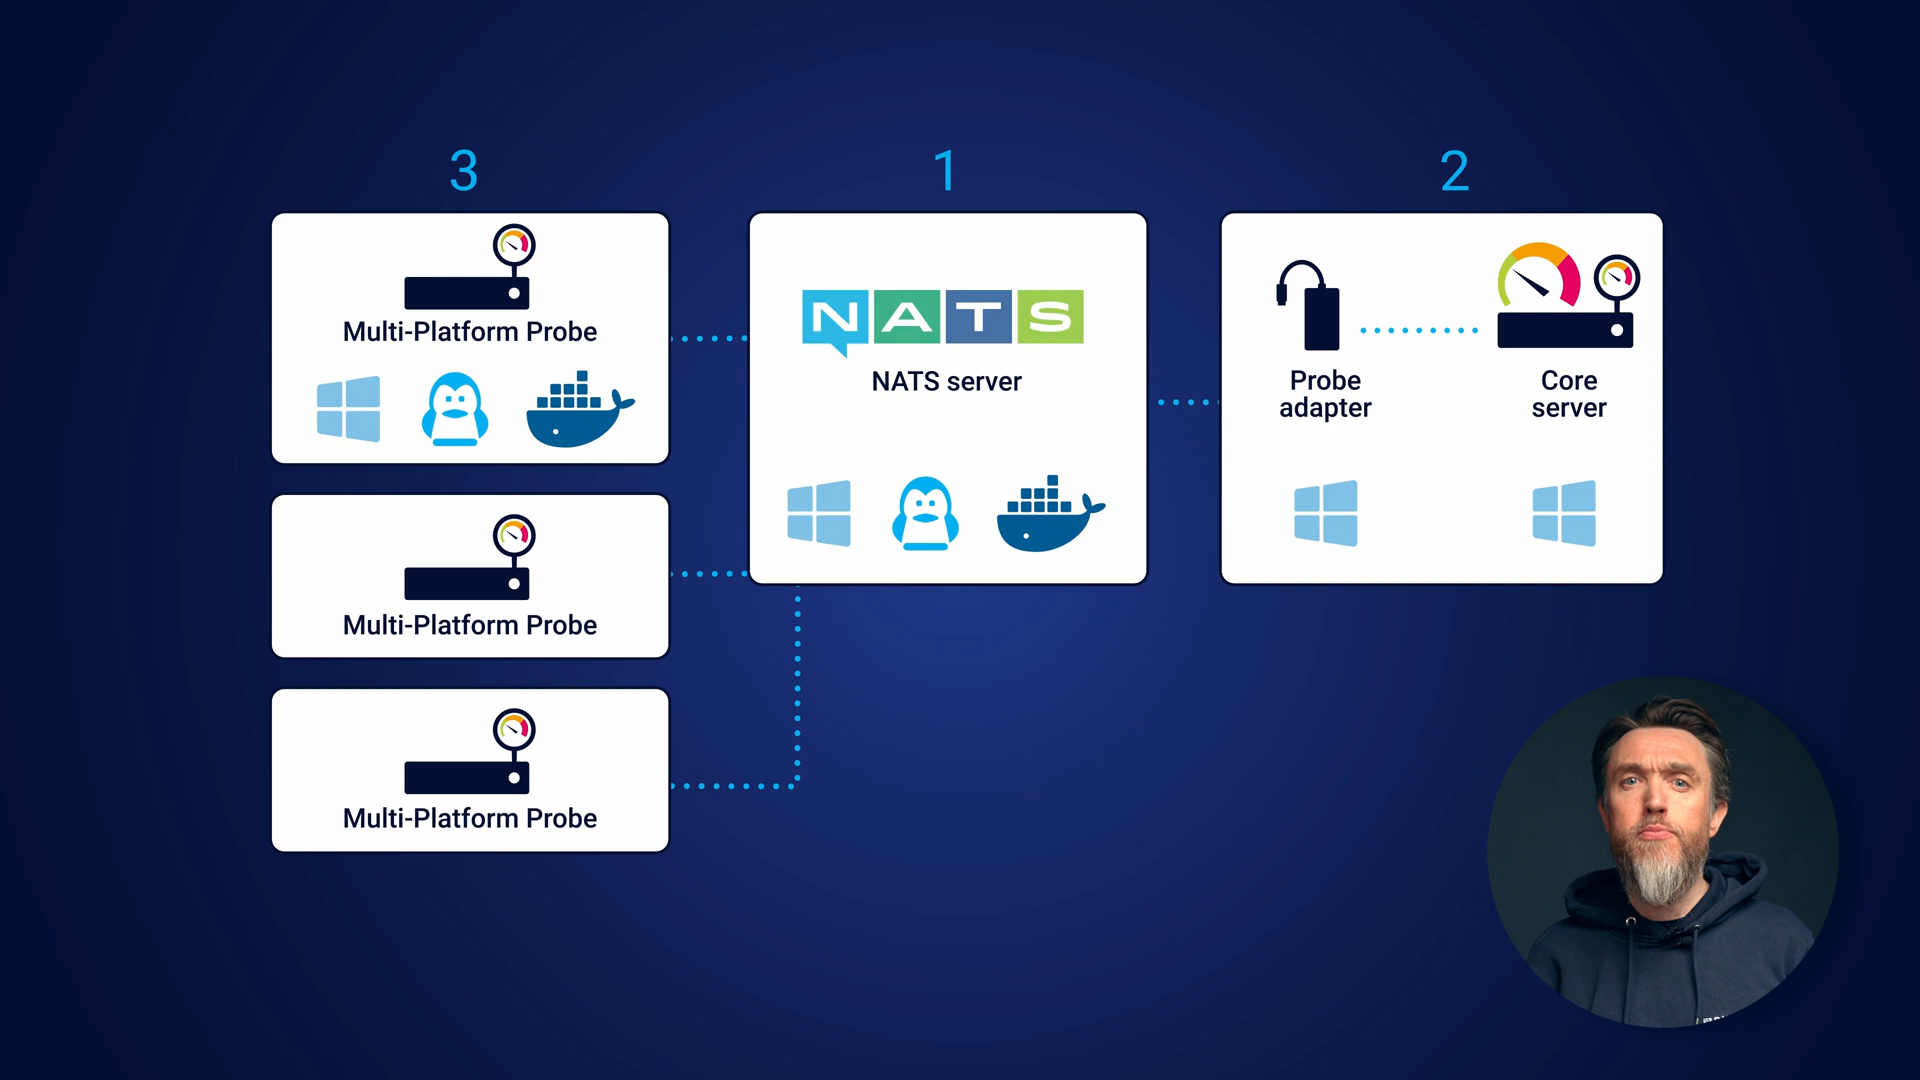 3
1
2
Multi-Platform Probe
NATS
NATS server
Probe
adapter
Core
server
Multi-Platform Probe
Multi-Platform Probe